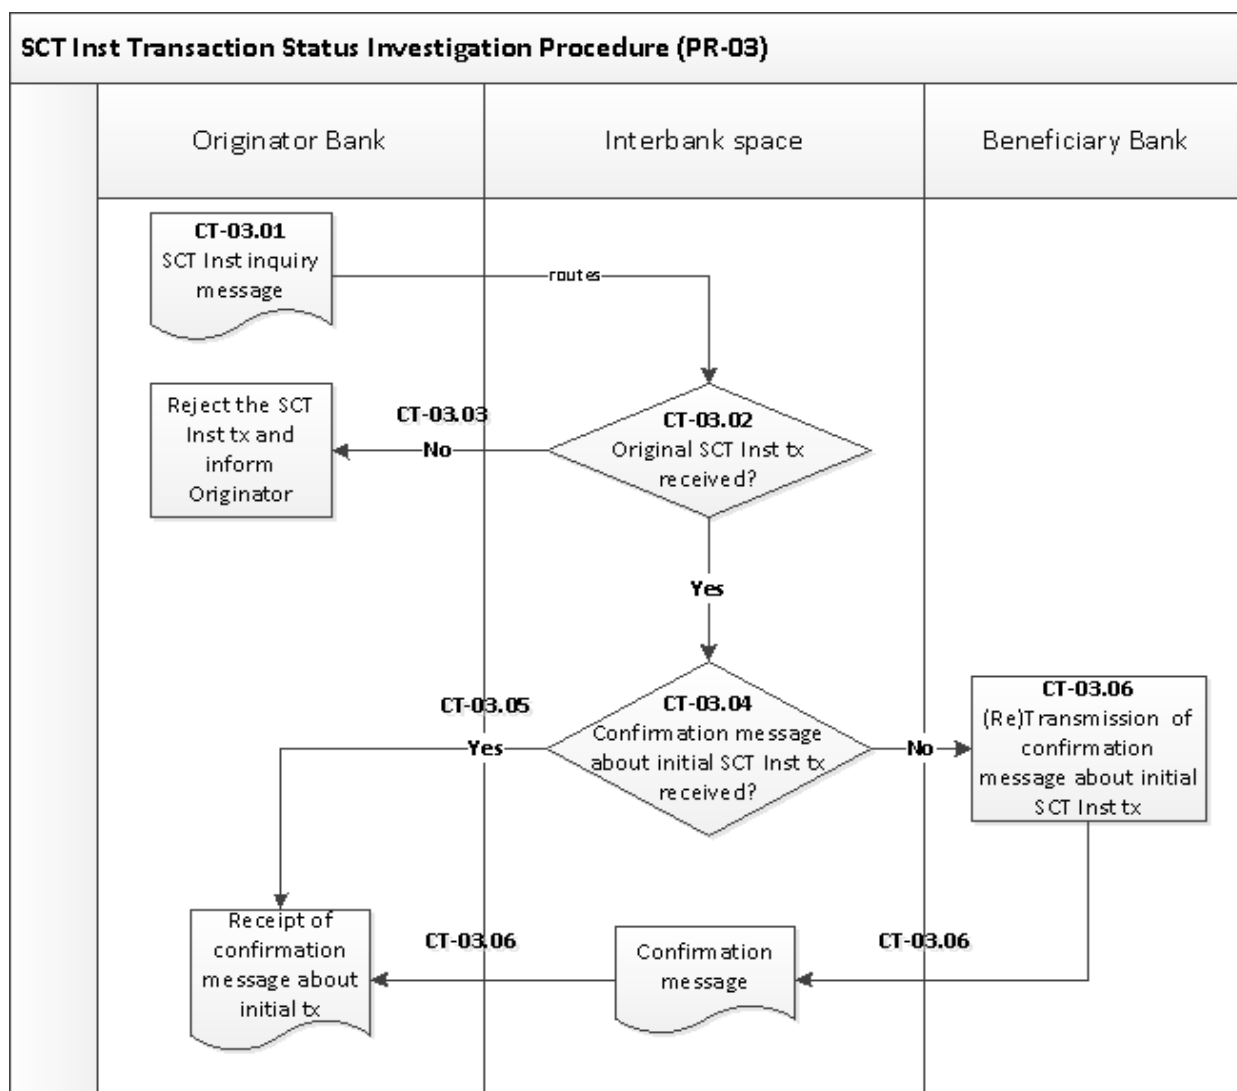 SCT Inst Transaction Status Investigation Procedure (PR-03)
Originator Bank
Interbank space
Beneficiary Bank
CT-03.01
SCT Inst inquiry
message
routes
Reject the SCT
Inst tx and
inform
Originator
CT-03.03
No
CT-03.02
Original SCT Inst tx
received?
Yes
CT-03.05
Yes
CT-03.04
Confirmation message
about initial SCT Inst tx
received?
No
CT-03.06
(Re)Transmission of
confirmation
message about initial
SCT Inst tx
Receipt of
confirmation
message about
initial tx
CT-03.06
Confirmation
message
CT-03.06